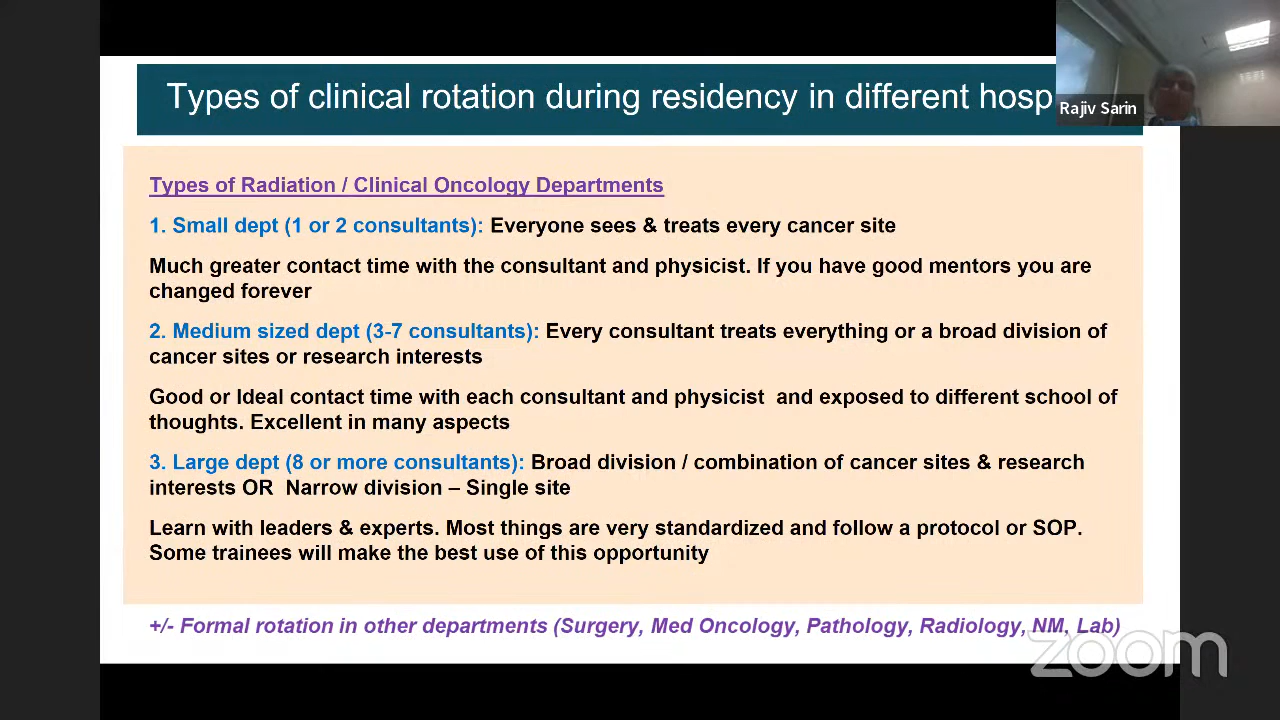 Types of clinical rotation during residency in different hosp
Rajiv Sarin
Types of Radiation / Clinical Oncology Departments
1. Small dept (1 or 2 consultants): Everyone sees & treats every cancer site
Much greater contact time with the consultant and physicist. If you have good mentors you are
changed forever
2. Medium sized dept (3-7 consultants): Every consultant treats everything or a broad division of
cancer sites or research interests
Good or Ideal contact time with each consultant and physicist and exposed to different school of
thoughts. Excellent in many aspects
3. Large dept (8 or more consultants): Broad division / combination of cancer sites & research
interests OR Narrow division – Single site
Learn with leaders & experts. Most things are very standardized and follow a protocol or SOP.
Some trainees will make the best use of this opportunity
+/- Formal rotation in other departments (Surgery, Med Oncology, Pathology, Radiology, NM, Lab)
zoom